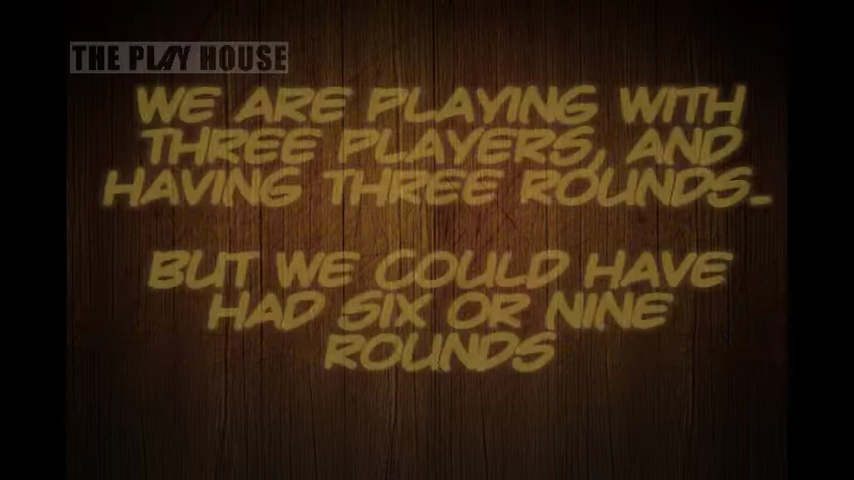 THE PLAY HOUSE
WE ARE PLAYING WITH
THREE PLAYERS, AND
HAVING THREE ROUNDS...
BUT WE COULD HAVE
HAD SIX OR NINE
ROUNDS